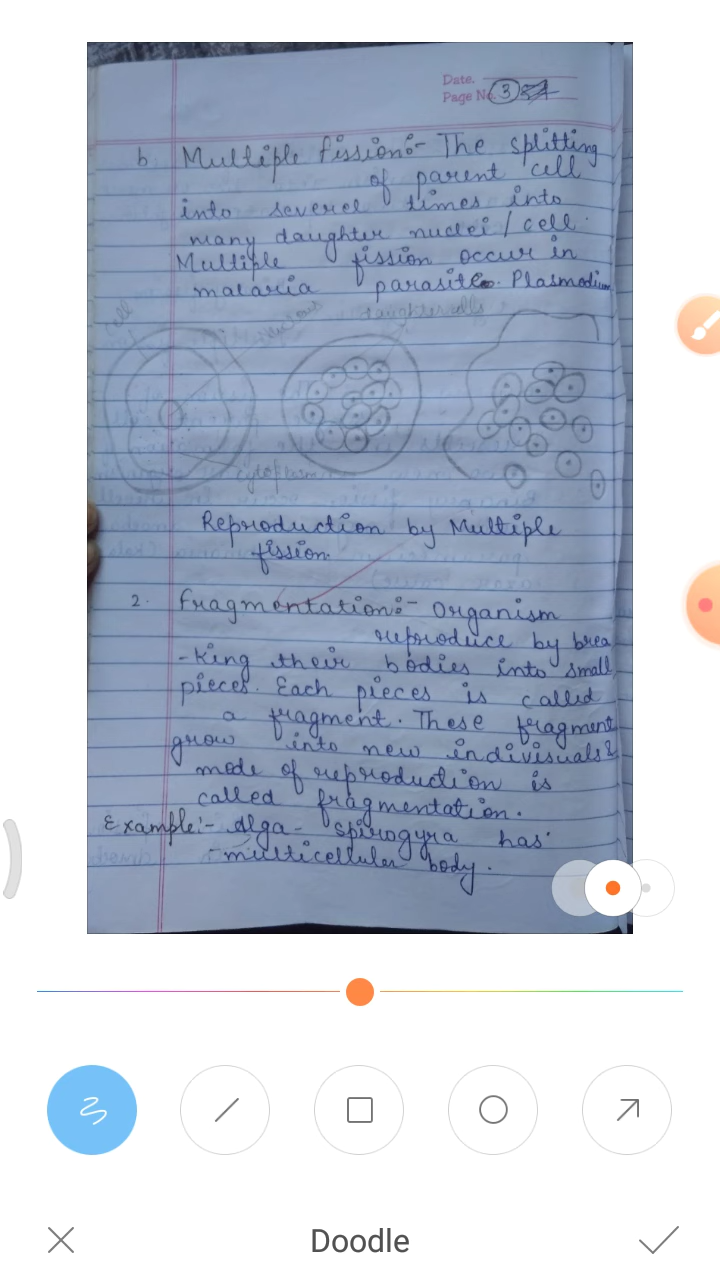 Date.
Page No. 3
b. Multiple fission:- The splitting
of parent cell
into severel times into
many daughter nuclei / cell.
Multiple fission occur in
malaria parasite. Plasmodium
cell
daughter cells
cytoplasm
Reproduction by Multiple
fission.
2. fragmentation:- Organism
reproduce by brea
-king their bodies into small
pieces. Each pieces is called
a fragment. These fragment
grow into new indivisuals &
mode of reproduction is
called fragmentation.
Example:- Alga - spirogyra has
multicellular body.
Doodle